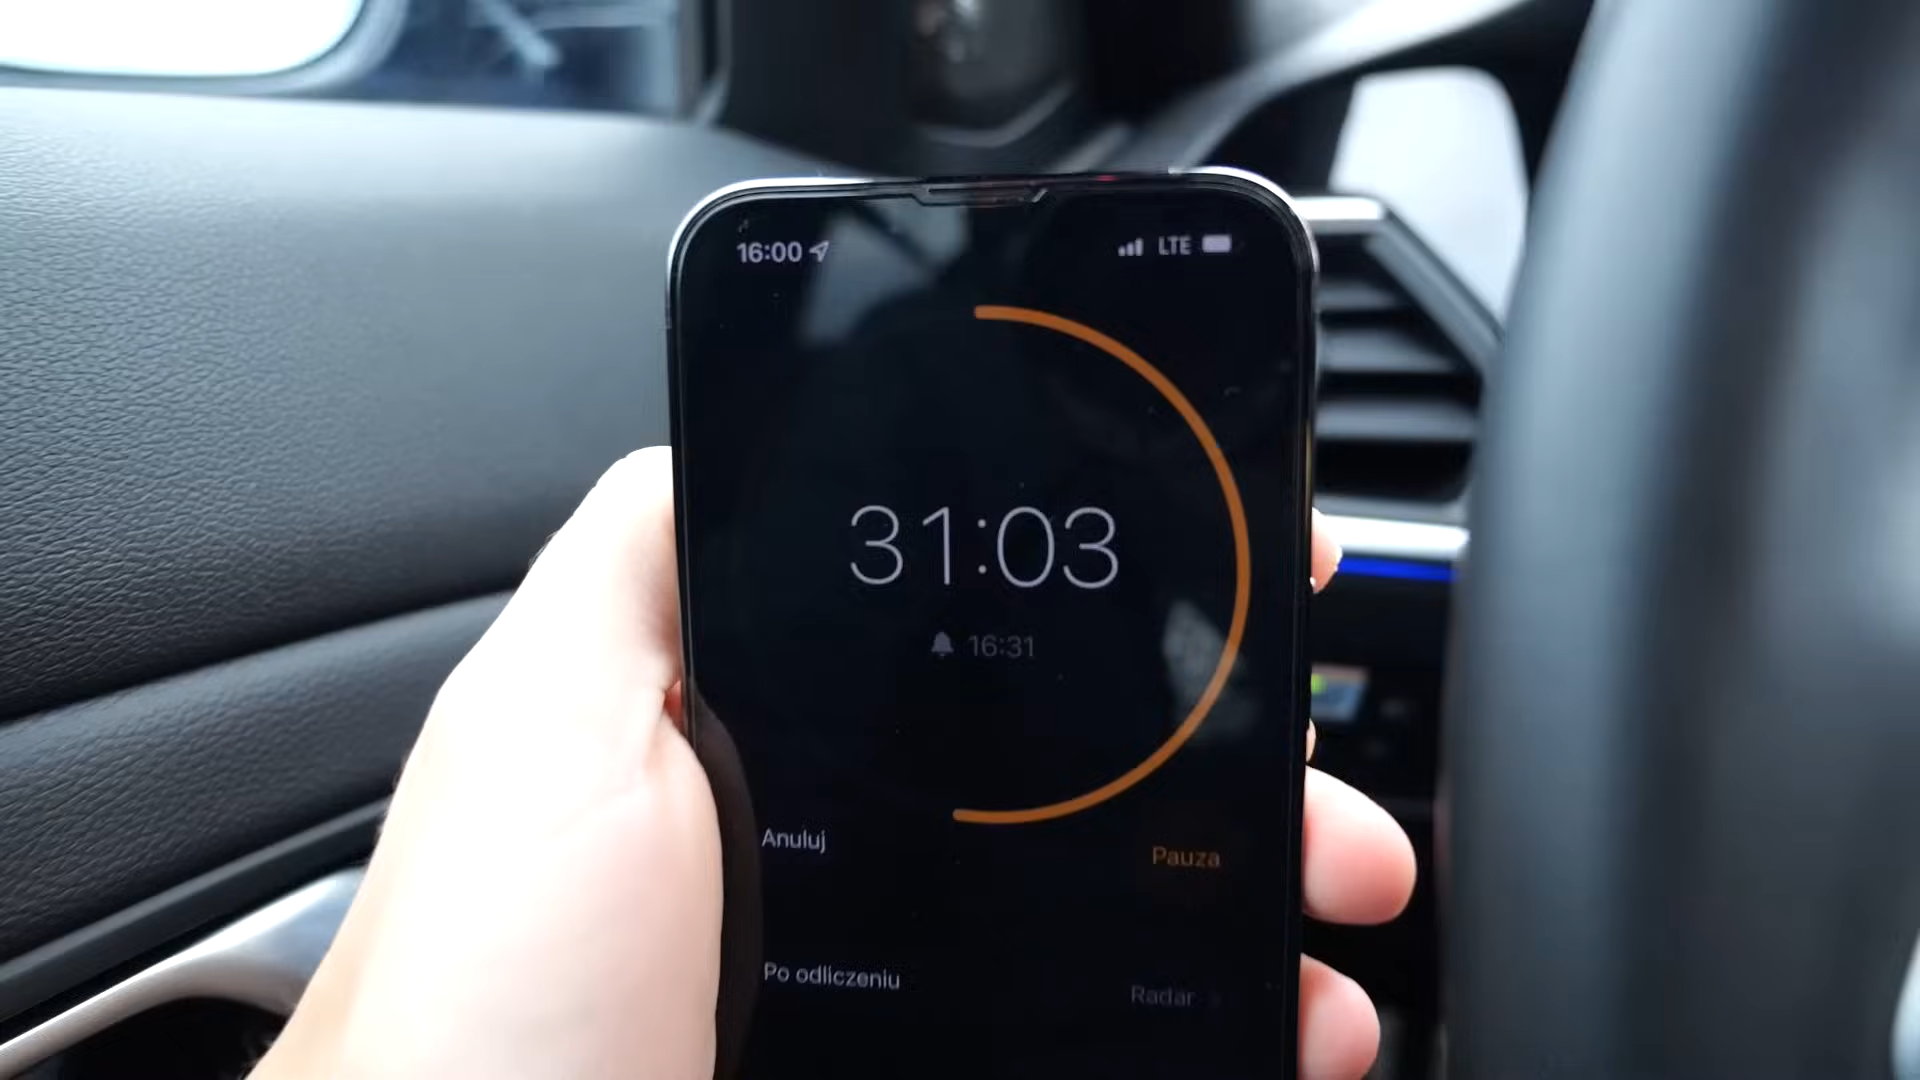 16:00 LTE
31:03
16:31
Anuluj Pauza
Po odliczeniu Radar